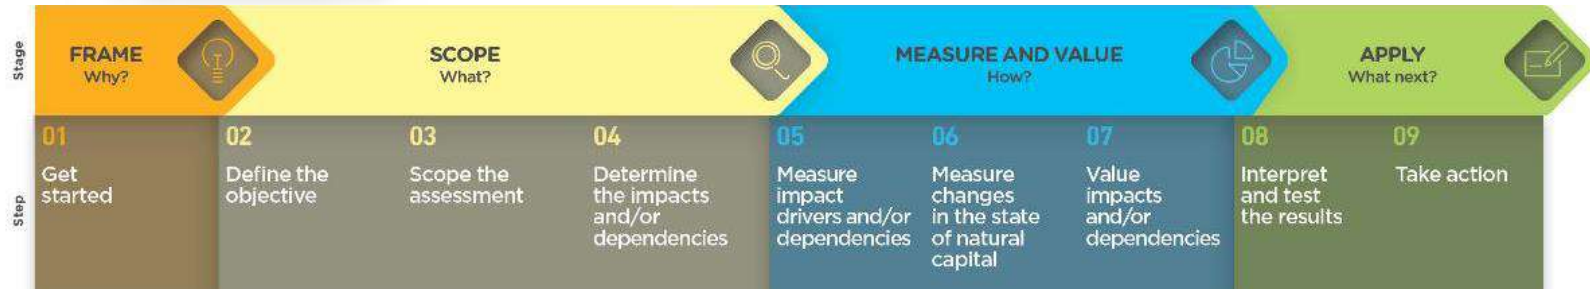 Stage
FRAME
Why?
SCOPE
What?
MEASURE AND VALUE
How?
APPLY
What next?
Step
01
Get
started
02
Define the
objective
03
Scope the
assessment
04
Determine
the impacts
and/or
dependencies
05
Measure
impact
drivers and/or
dependencies
06
Measure
changes
in the state
of natural
capital
07
Value
impacts
and/or
dependencies
08
Interpret
and test
the results
09
Take action